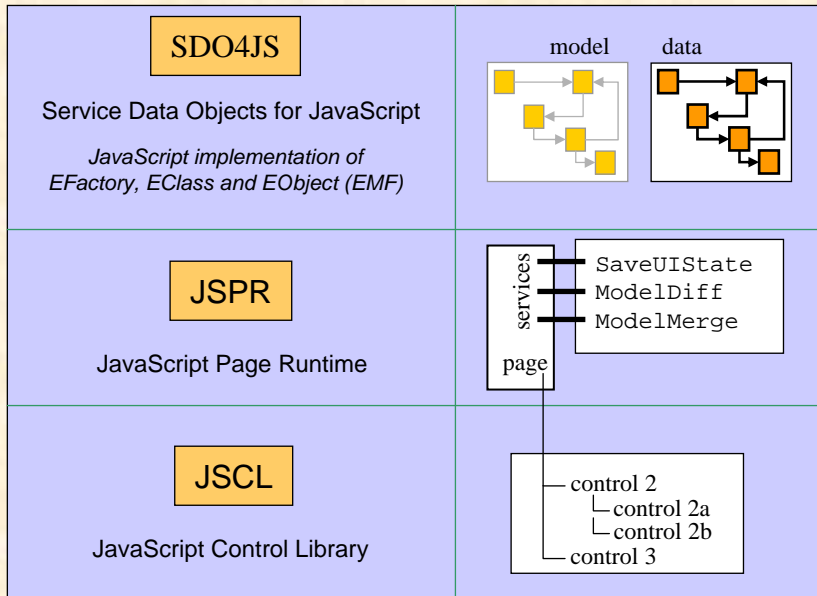 SDO4JS
Service Data Objects for JavaScript
JavaScript implementation of
EFactory, EClass and EObject (EMF)
model
data
JSPR
JavaScript Page Runtime
services
page
SaveUIState
ModelDiff
ModelMerge
JSCL
JavaScript Control Library
control 2
control 2a
control 2b
control 3